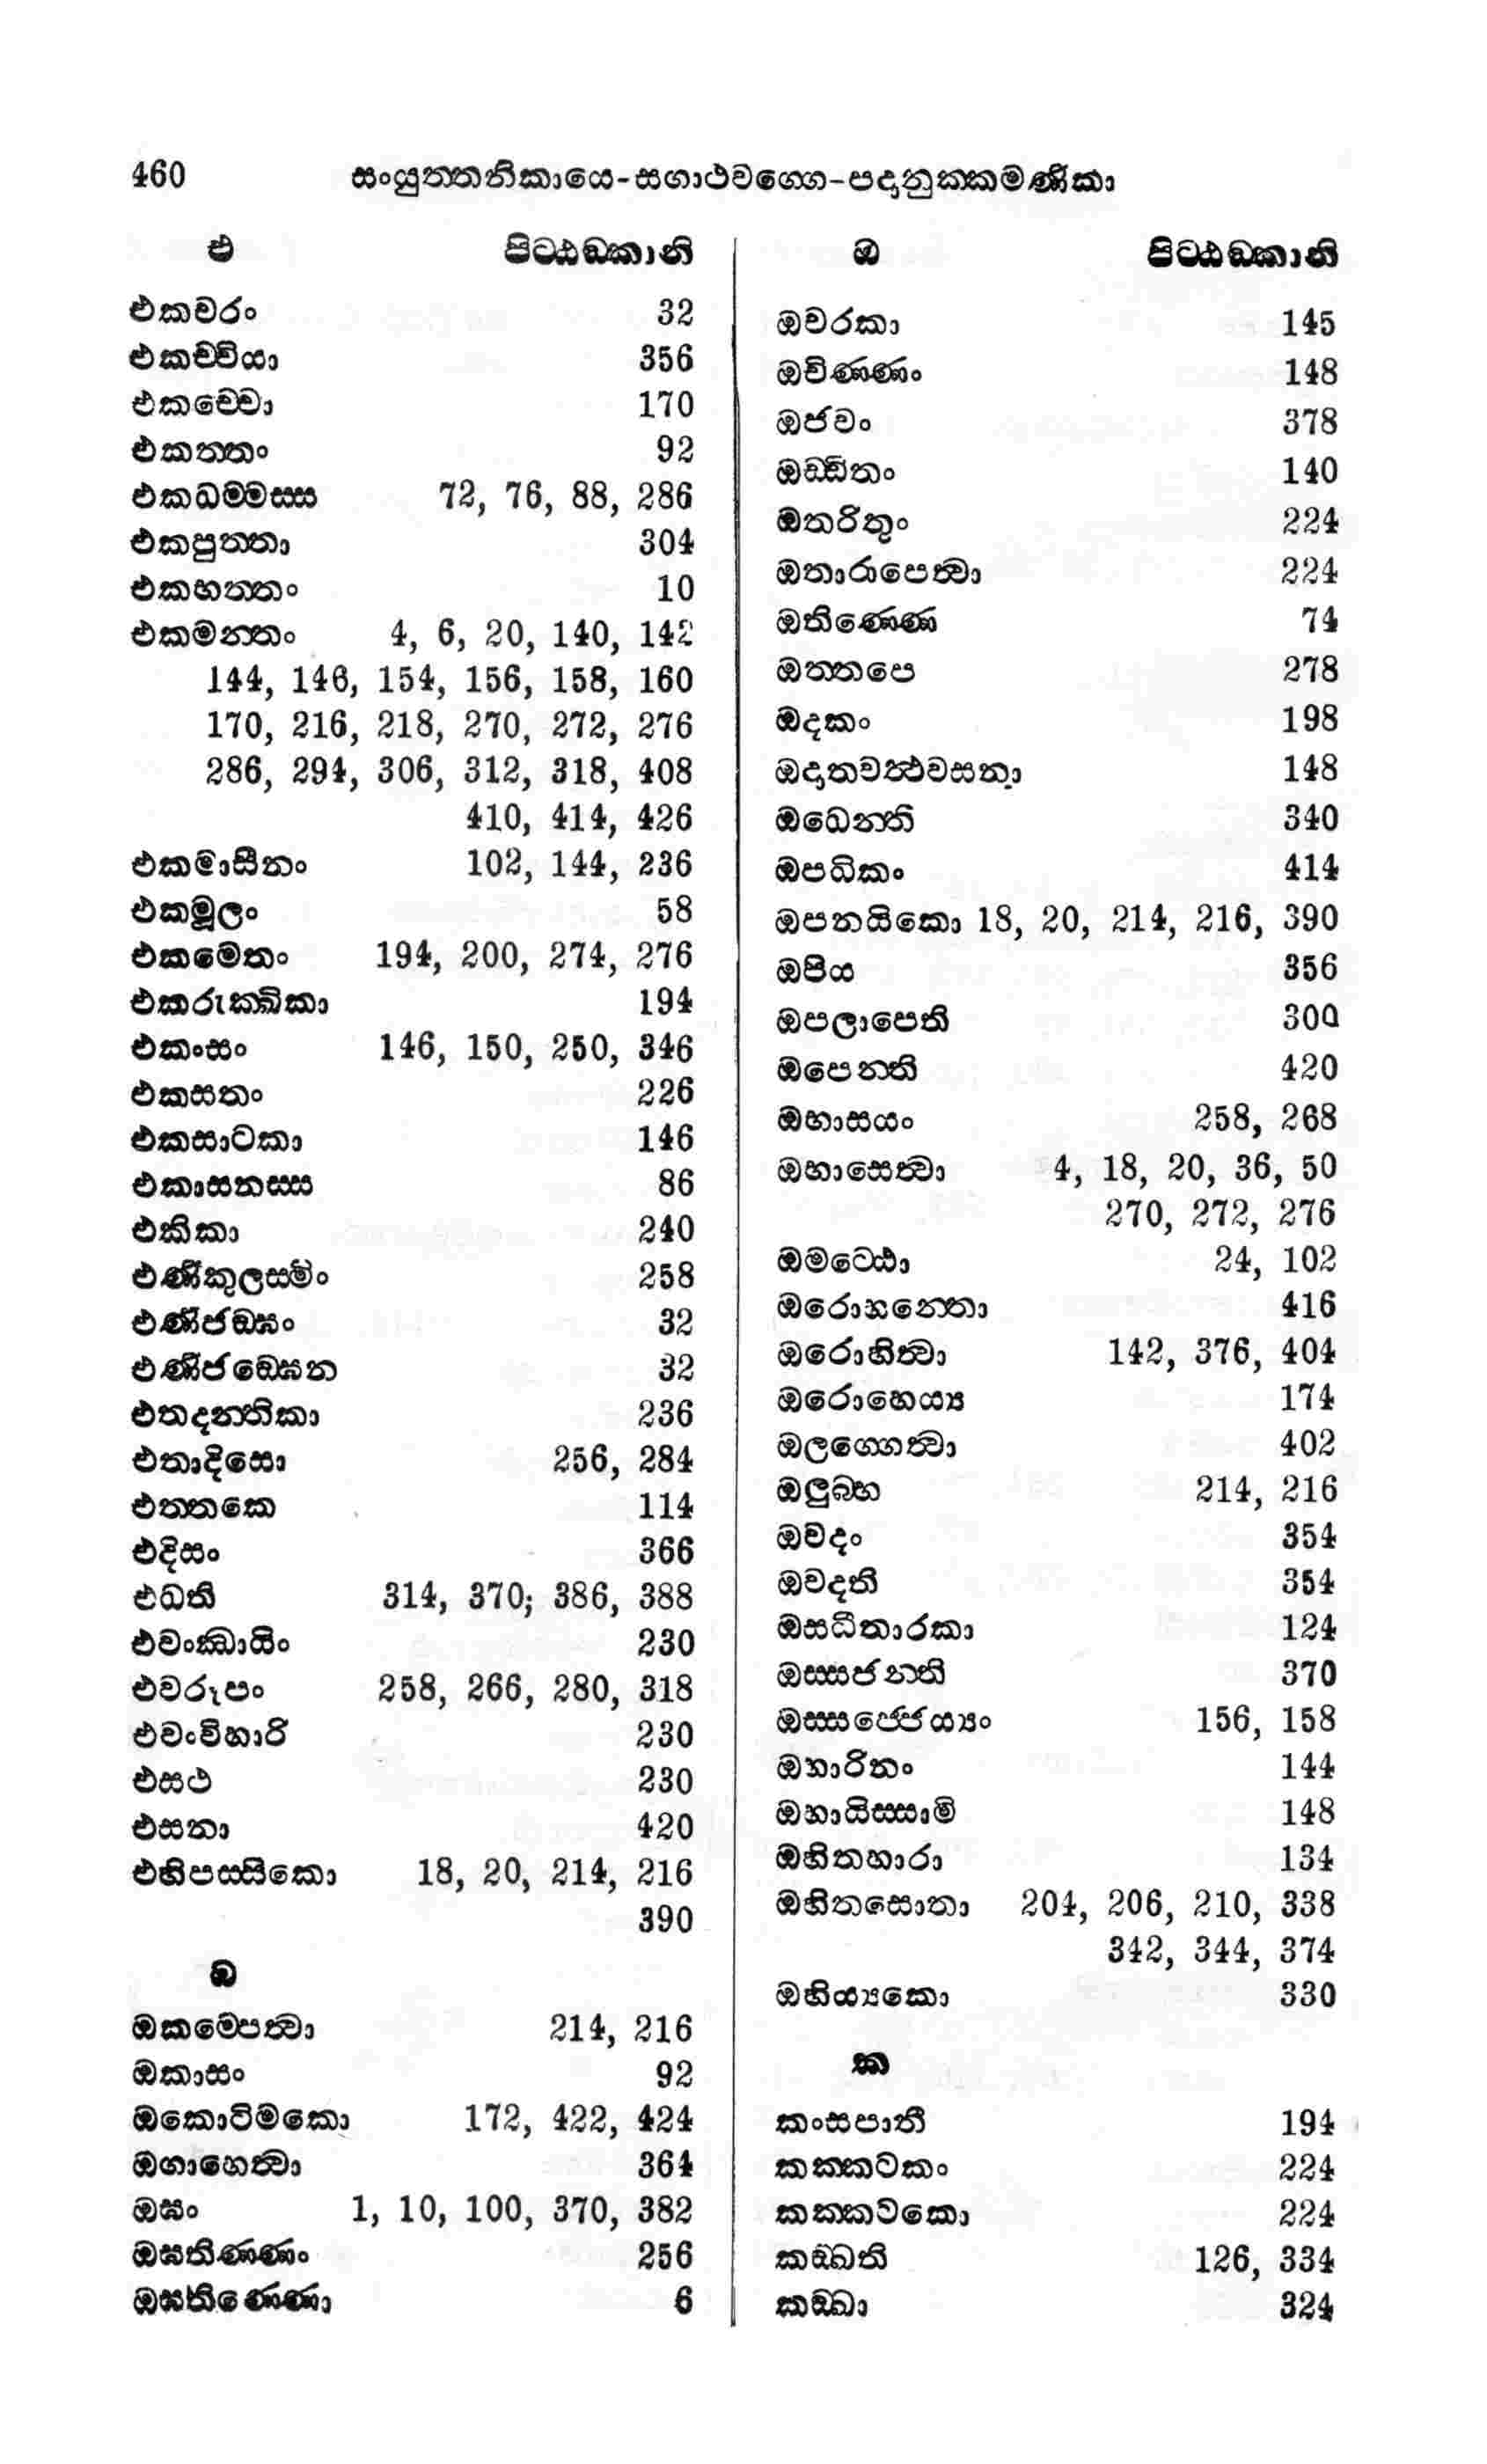 460 සංයුත්තනිකායෙ-සගාථවග්ගෙ-පදානුක්කමණිකා
එ පිට්ඨඞ්කානි
එකචරං 32
එකච්චියා 356
එකච්චො 170
එකත්තං 92
එකධම්මස්ස 72, 76, 88, 286
එකපුත්තා 304
එකභත්තං 10
එකමන්තං 4, 6, 20, 140, 142
144, 146, 154, 156, 158, 160
170, 216, 218, 270, 272, 276
286, 294, 306, 312, 318, 408
410, 414, 426
එකමාසීනං 102, 144, 236
එකමූලං 58
එකමෙතං 194, 200, 274, 276
එකරුක්ඛිකා 194
එකංසං 146, 150, 250, 346
එකසතං 226
එකසාටකා 146
එකාසනස්ස 86
එකිකා 240
එණිකුලස්මිං 258
එණිජඞ්ඝං 32
එණිජඞ්ඝෙන 32
එතදන්තිකා 236
එතාදිසො 256, 284
එත්තකෙ 114
එදිසං 366
එධති 314, 370; 386, 388
එවංඣායිං 230
එවරූපං 258, 266, 280, 318
එවංවිහාරි 230
එසථ 230
එසනා 420
එහිපස්සිකො 18, 20, 214, 216
390
ඔ
ඔකම්පෙත්වා 214, 216
ඔකාසං 92
ඔකොටිමකො 172, 422, 424
ඔගාහෙත්වා 364
ඔඝං 1, 10, 100, 370, 382
ඔඝතිණ්ණං 256
ඔඝතිණ්ණො 6
ඔ පිට්ඨඞ්කානි
ඔචරකා 145
ඔචිණ්ණං 148
ඔජවං 378
ඔඩ්ඩිතං 140
ඔතරිතුං 224
ඔතාරාපෙත්වා 224
ඔතිණ්ණෙ 74
ඔත්තපෙ 278
ඔදකං 198
ඔදාතවත්ථවසනා 148
ඔධෙන්ති 340
ඔපධිකං 414
ඔපනයිකො 18, 20, 214, 216, 390
ඔපිය 356
ඔපලාපෙති 300
ඔපෙන්ති 420
ඔභාසයං 258, 268
ඔභාසෙත්වා 4, 18, 20, 36, 50
270, 272, 276
ඔමට්ඨො 24, 102
ඔරොහන්තො 416
ඔරොහිත්වා 142, 376, 404
ඔරොහෙය්‍ය 174
ඔලග්ගෙත්වා 402
ඔලුබ්භ 214, 216
ඔවදං 354
ඔවදති 354
ඔසධීතාරකා 124
ඔස්සජන්ති 370
ඔස්සජ්ජෙය්‍යං 156, 158
ඔහාරිනං 144
ඔහායිස්සාමි 148
ඔහිතහාරා 134
ඔහිතසොතා 204, 206, 210, 338
342, 344, 374
ඔහිය්‍යකො 330
ක
කංසපාතී 194
කක්කටකං 224
කක්කටකො 224
කඞ්ඛති 126, 334
කඞ්ඛා 324